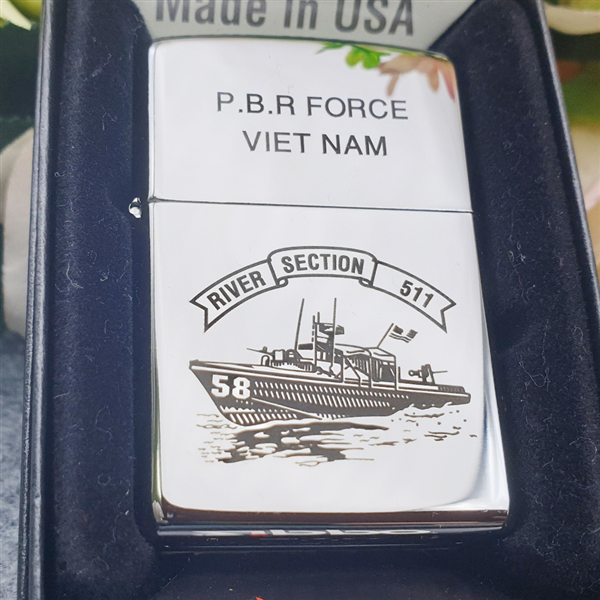 Made in USA
P.B.R FORCE
VIET NAM
RIVER SECTION 511
58